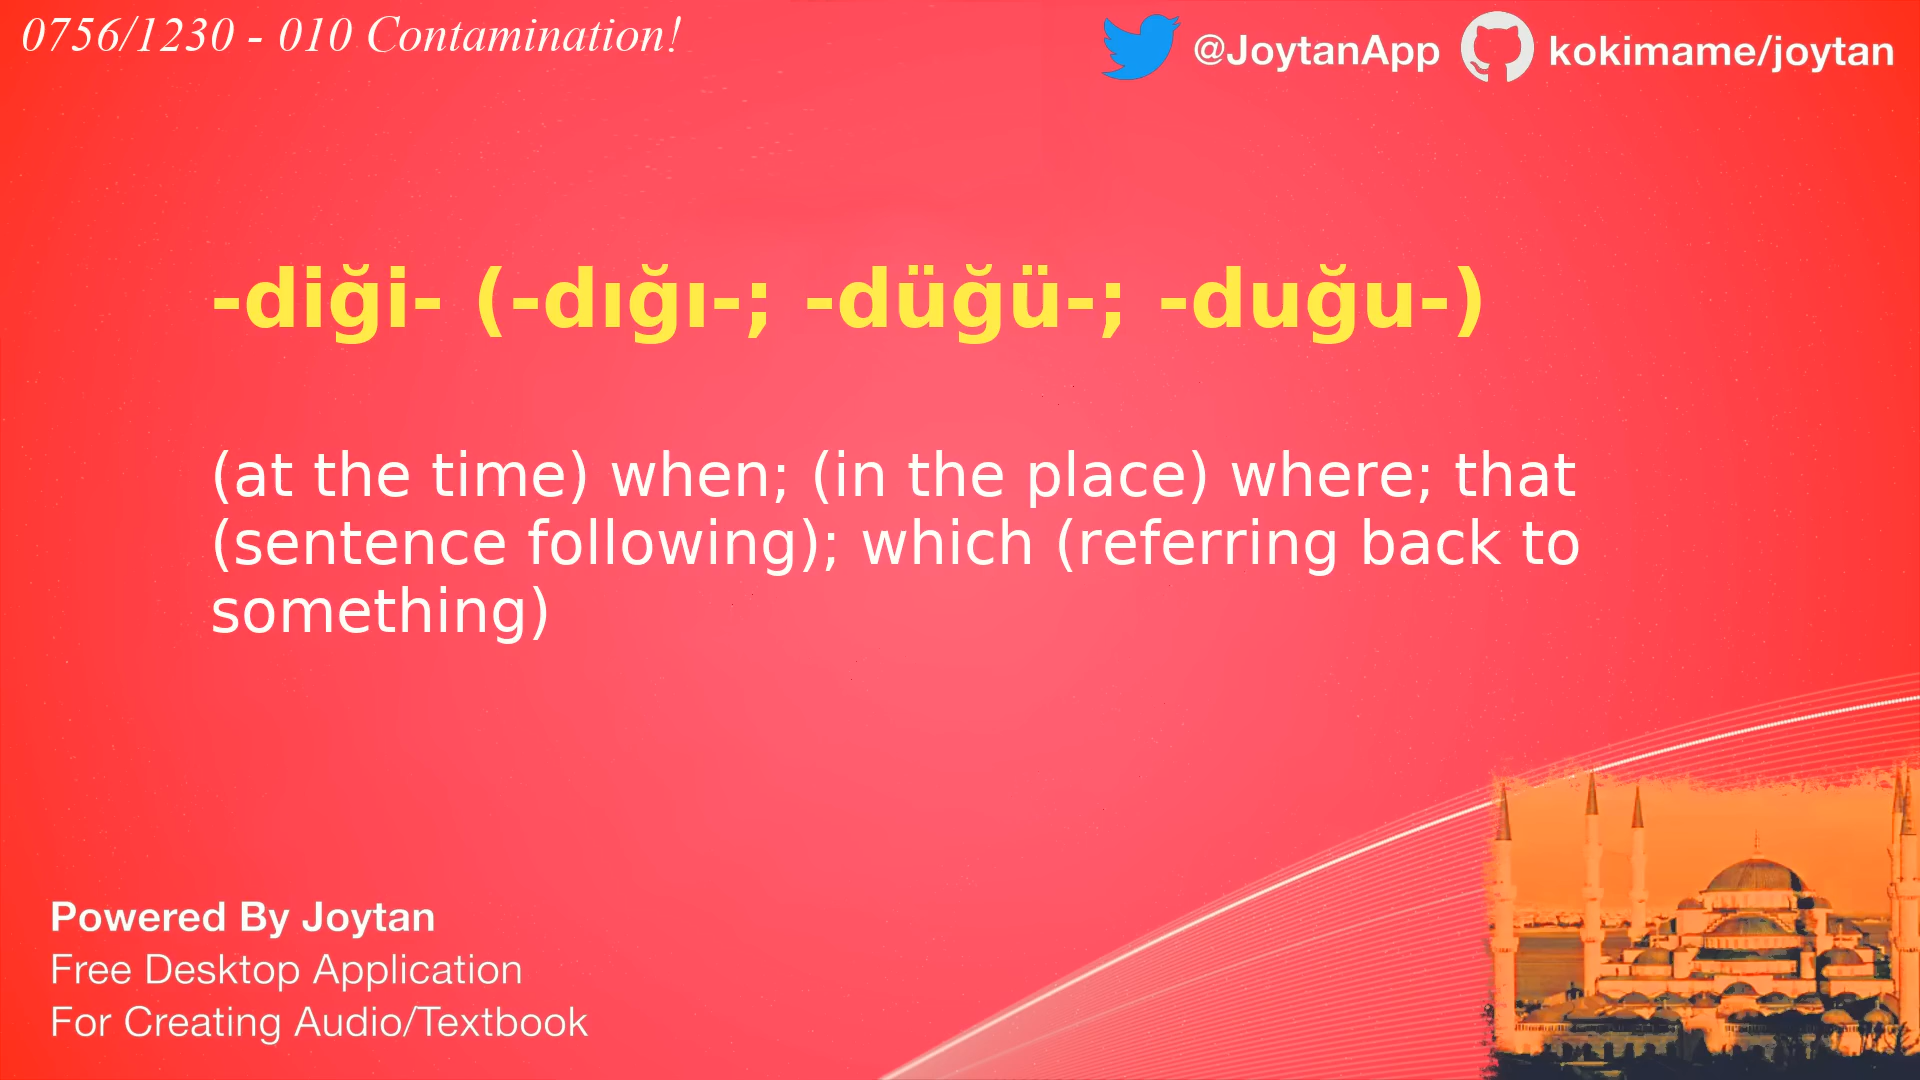 0756/1230 - 010 Contamination!
@JoytanApp
kokimame/joytan
-diği- (-dığı-; -düğü-; -duğu-)
(at the time) when; (in the place) where; that
(sentence following); which (referring back to
something)
Powered By Joytan
Free Desktop Application
For Creating Audio/Textbook